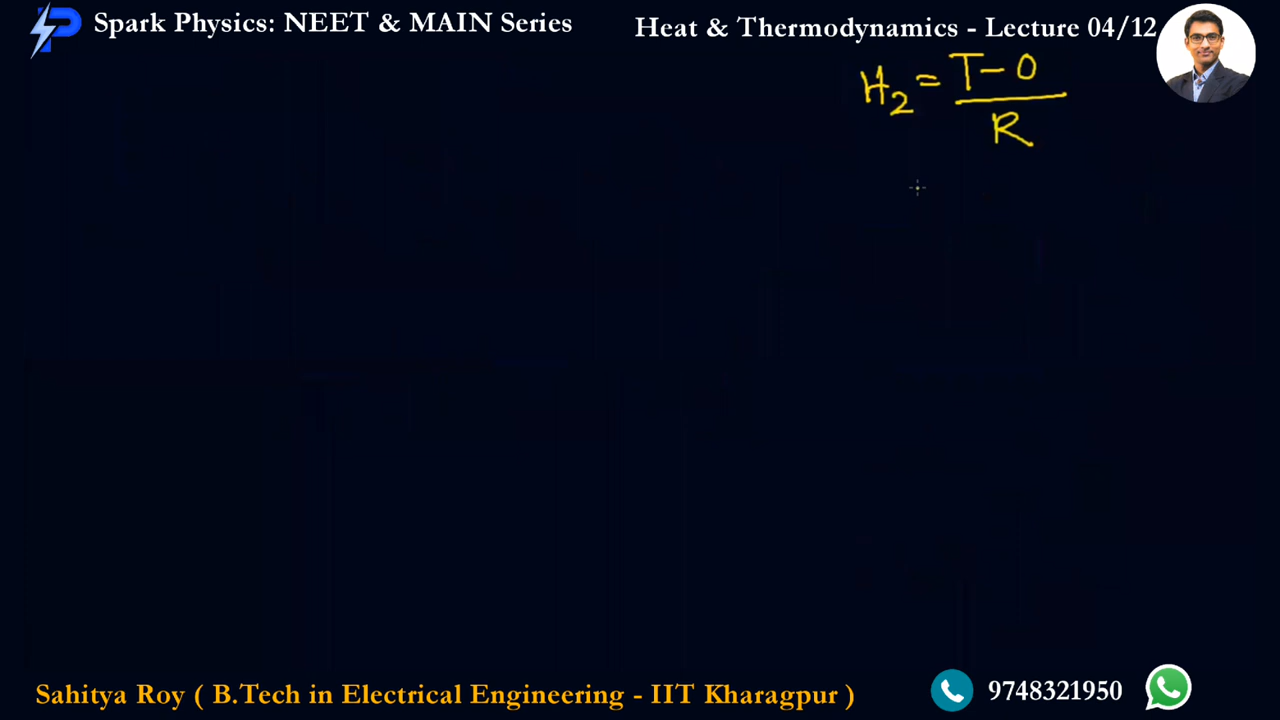 Spark Physics: NEET & MAIN Series
Heat & Thermodynamics - Lecture 04/12
H₂ = (T - 0) / R
Sahitya Roy ( B.Tech in Electrical Engineering - IIT Kharagpur )
9748321950